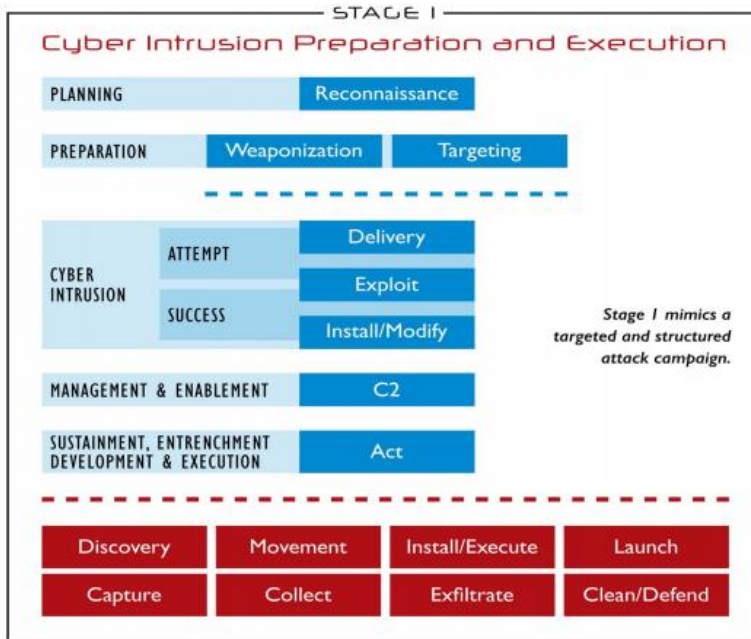 STAGE 1
Cyber Intrusion Preparation and Execution
PLANNING
Reconnaissance
PREPARATION
Weaponization
Targeting
CYBER
INTRUSION
ATTEMPT
Delivery
Exploit
SUCCESS
Install/Modify
Stage 1 mimics a
targeted and structured
attack campaign.
MANAGEMENT & ENABLEMENT
C2
SUSTAINMENT, ENTRENCHMENT
DEVELOPMENT & EXECUTION
Act
Discovery
Movement
Install/Execute
Launch
Capture
Collect
Exfiltrate
Clean/Defend